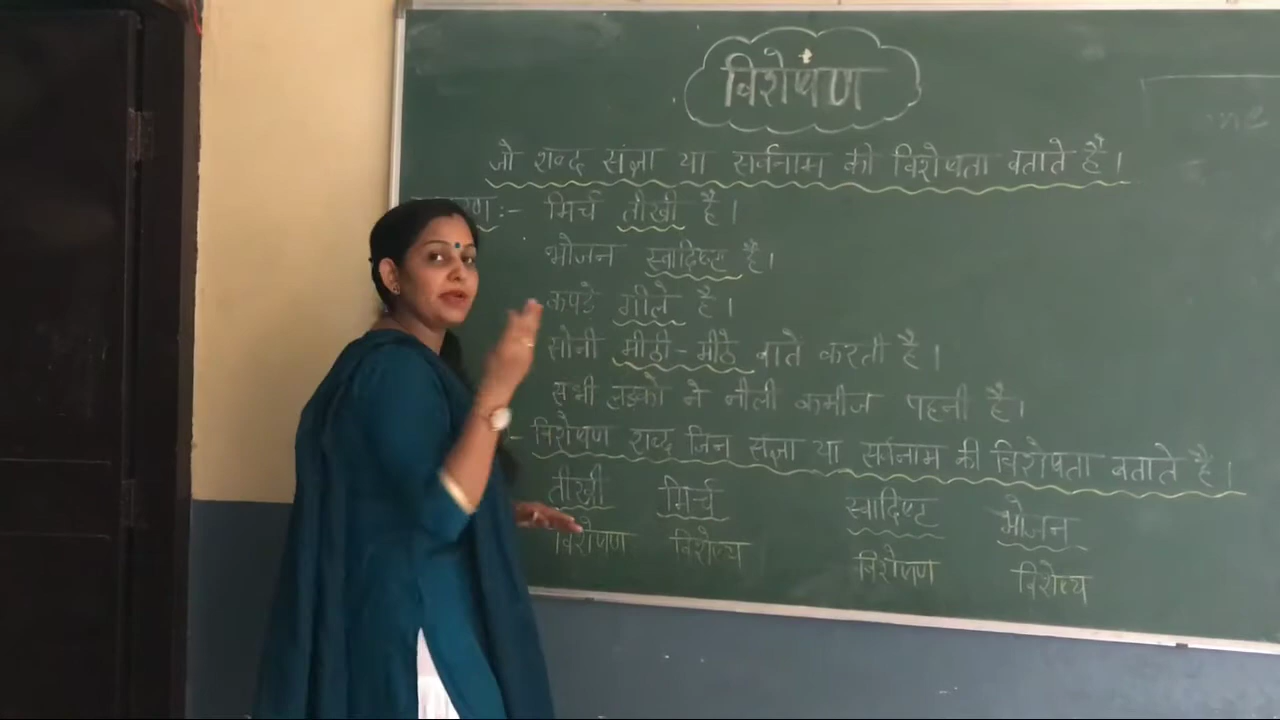 विशेषण
जो शब्द संज्ञा या सर्वनाम की विशेषता बताते है।
ण :- मिर्च तीखी है।
भोजन स्वादिष्ट है।
कपड़े गीले है।
सोनी मीठी-मीठे बाते करती है।
सभी लड़को ने नीली कमीज पहनी है।
- विशेषण शब्द जिन संज्ञा या सर्वनाम की विशेषता बताते है।
तीखी मिर्च स्वादिष्ट भोजन
विशेषण विशेष्य विशेषण विशेष्य